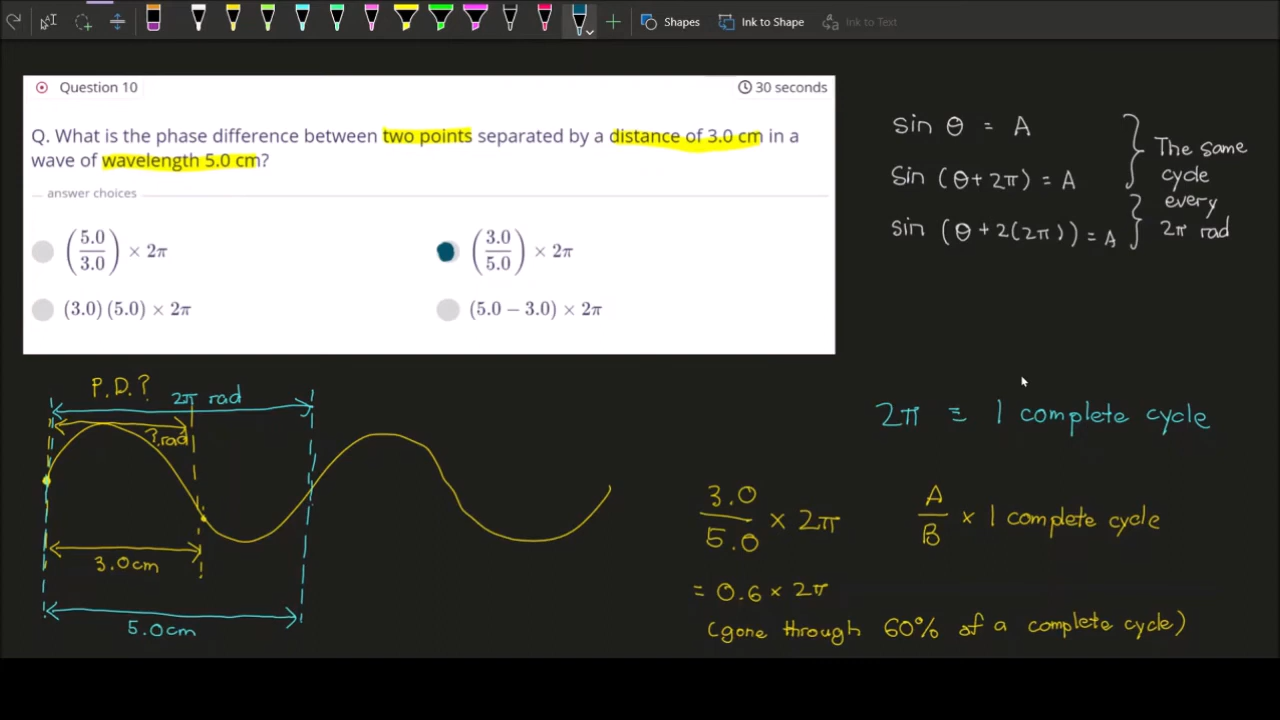 Shapes
Ink to Shape
Ink to Text
Question 10
30 seconds
Q. What is the phase difference between two points separated by a distance of 3.0 cm in a
wave of wavelength 5.0 cm?
answer choices
(5.0/3.0) × 2π
(3.0/5.0) × 2π
(3.0) (5.0) × 2π
(5.0 − 3.0) × 2π
sin θ = A
sin (θ + 2π) = A
sin (θ + 2(2π)) = A
The same
cycle
every
2π rad
P.D.?
2π rad
? rad
3.0cm
5.0cm
2π ≡ 1 complete cycle
3.0/5.0 × 2π
A/B × 1 complete cycle
= 0.6 × 2π
(gone through 60% of a complete cycle)